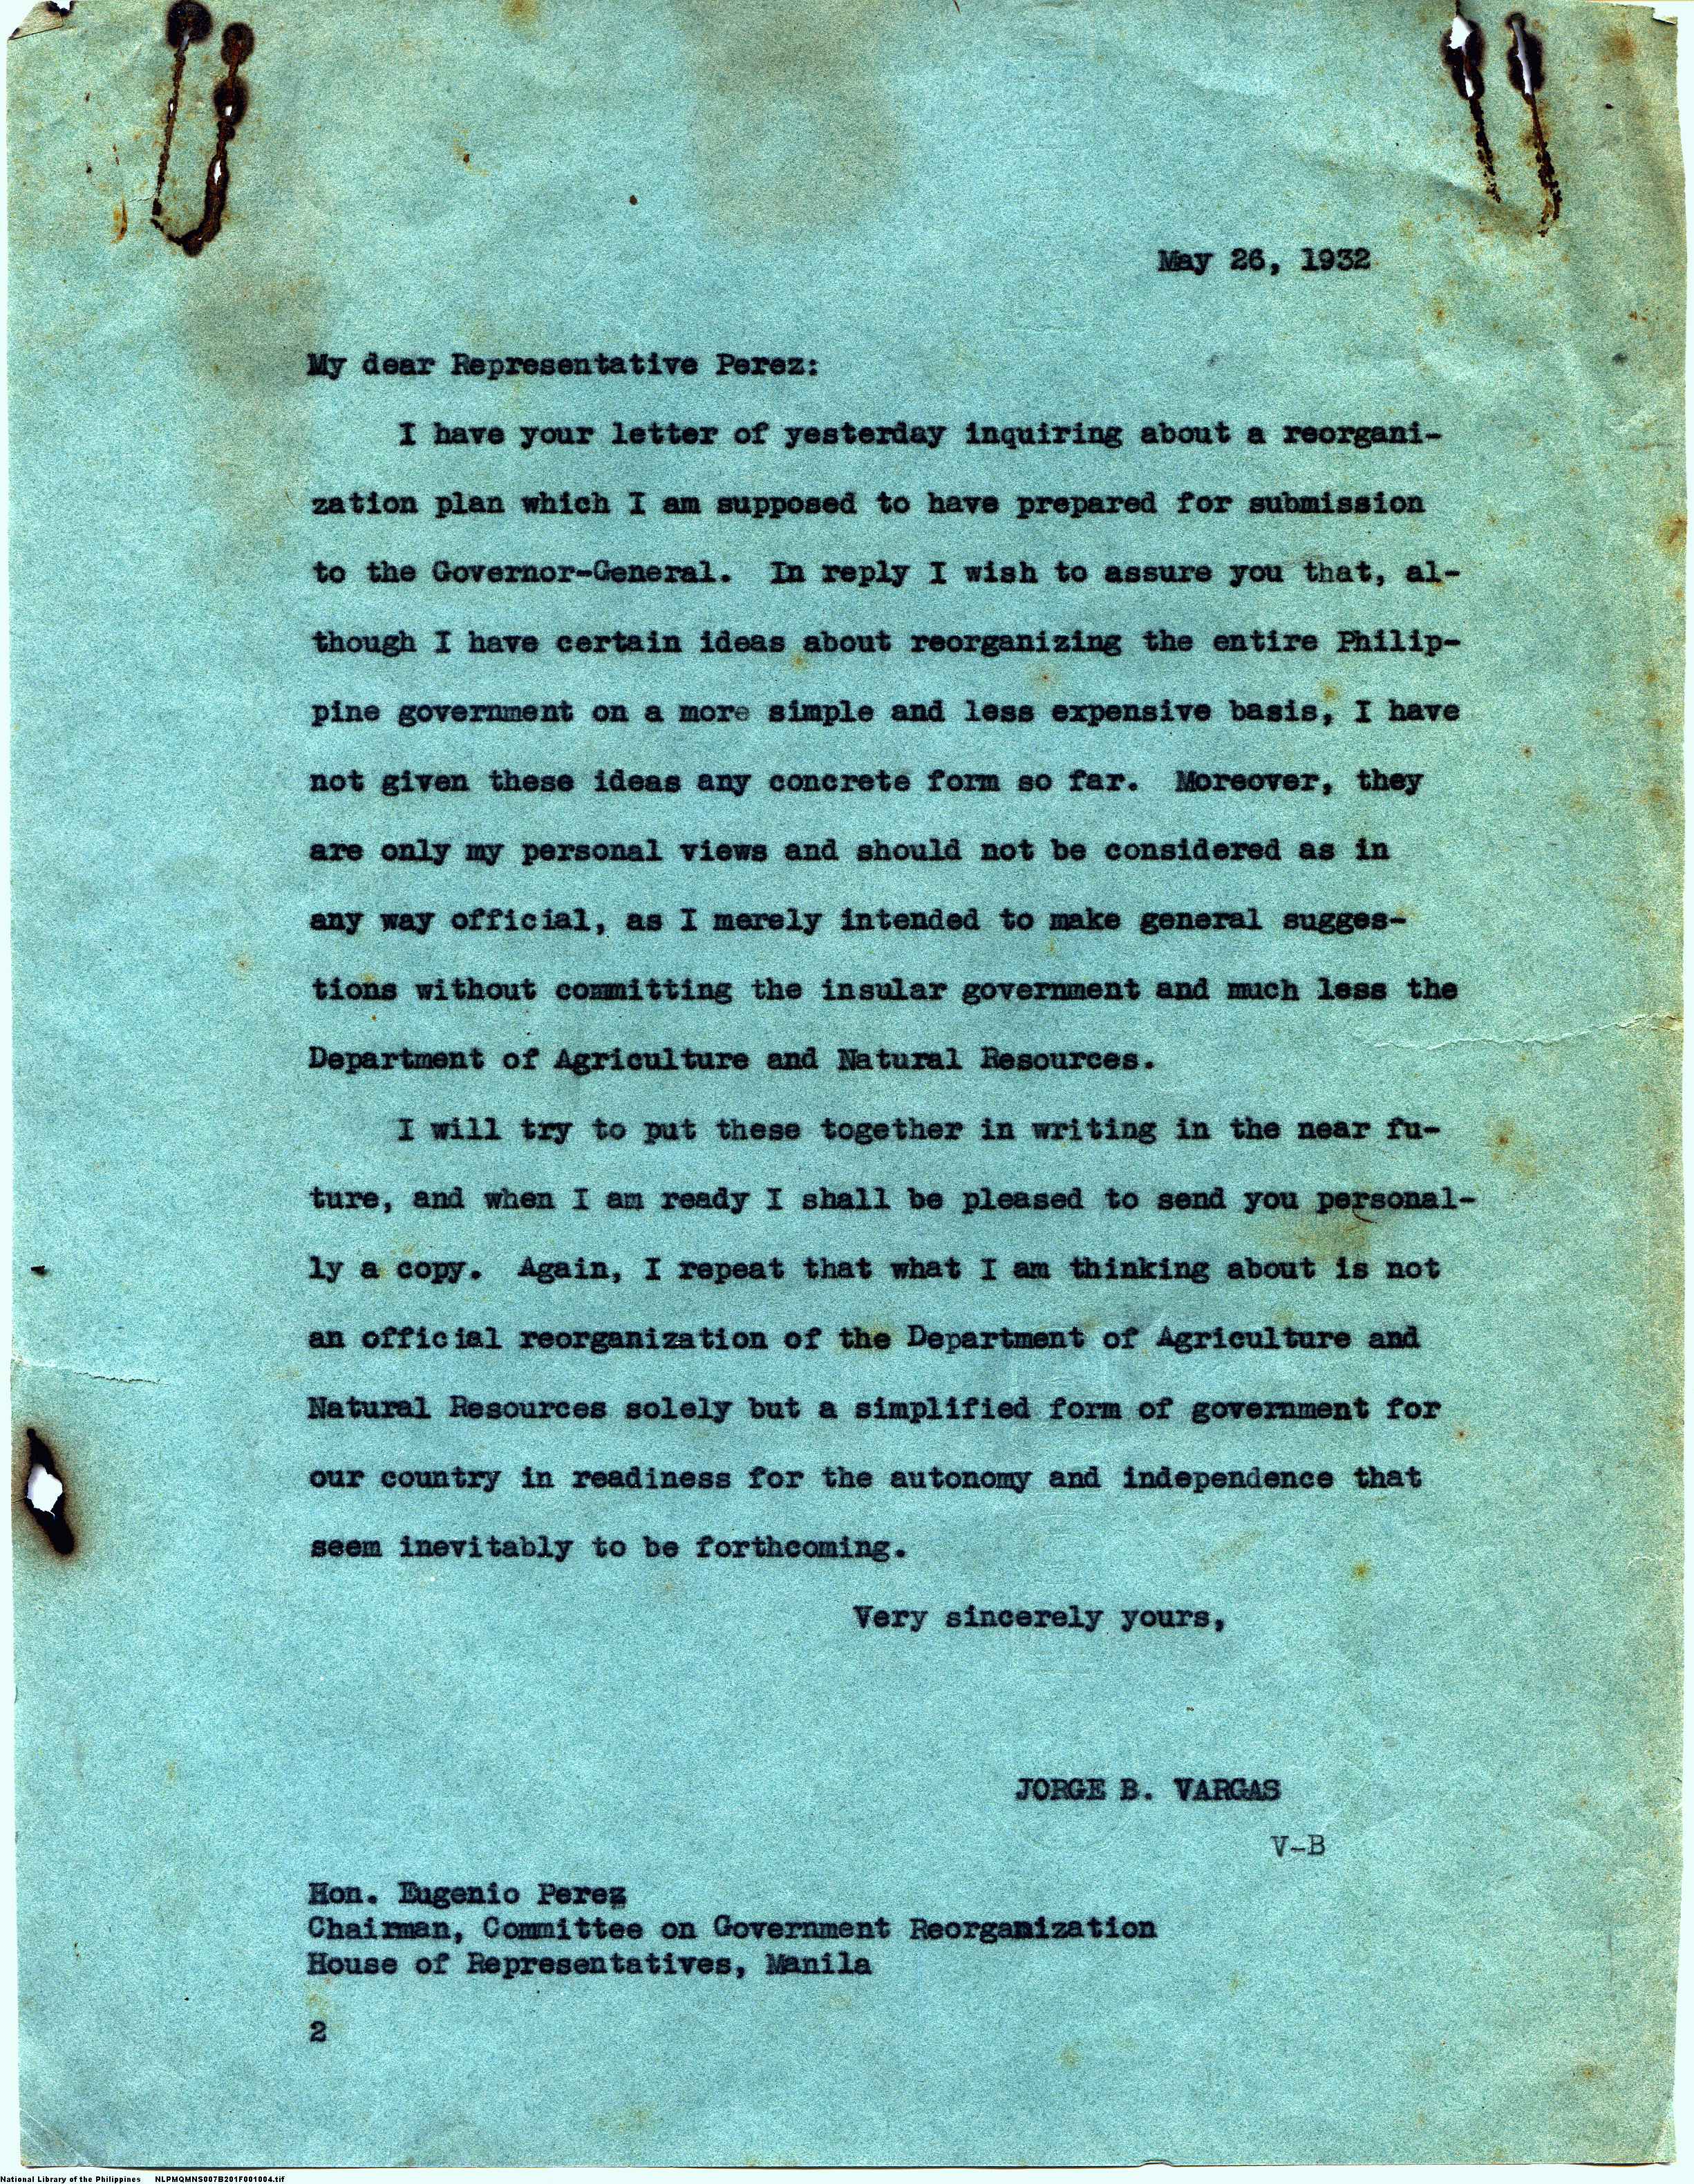 May 26, 1932
My dear Representative Perez:
I have your letter of yesterday inquiring about a reorgani-
zation plan which I am supposed to have prepared for submission
to the Governor-General. In reply I wish to assure you that, al-
though I have certain ideas about reorganizing the entire Philip-
pine government on a more simple and less expensive basis, I have
not given these ideas any concrete form so far. Moreover, they
are only my personal views and should not be considered as in
any way official, as I merely intended to make general sugges-
tions without committing the insular government and much less the
Department of Agriculture and Natural Resources.
I will try to put these together in writing in the near fu-
ture, and when I am ready I shall be pleased to send you personal-
ly a copy. Again, I repeat that what I am thinking about is not
an official reorganization of the Department of Agriculture and
Natural Resources solely but a simplified form of government for
our country in readiness for the autonomy and independence that
seem inevitably to be forthcoming.
Very sincerely yours,
JORGE B. VARGAS
V-B
Hon. Eugenio Perez
Chairman, Committee on Government Reorganization
House of Representatives, Manila
2
National Library of the Philippines NLPMQMNS007B201F001004.tif